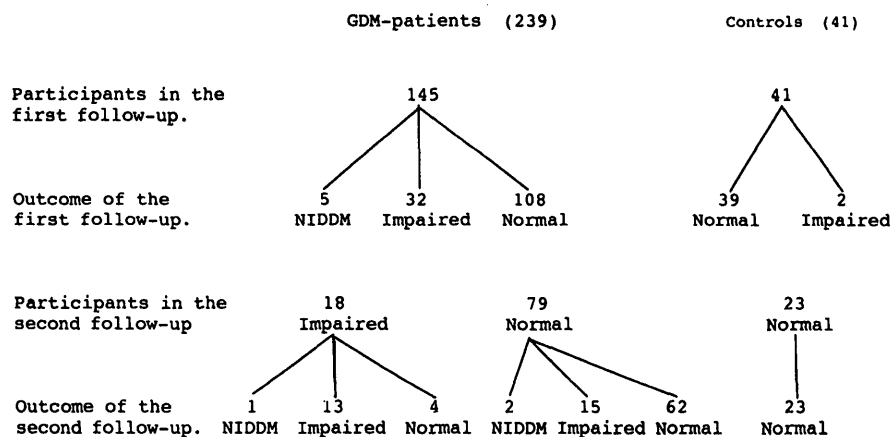 GDM-patients (239) Controls (41)
Participants in the 145 41
first follow-up.
Outcome of the 5 32 108 39 2
first follow-up. NIDDM Impaired Normal Normal Impaired
Participants in the 18 79 23
second follow-up Impaired Normal Normal
Outcome of the 1 13 4 2 15 62 23
second follow-up. NIDDM Impaired Normal NIDDM Impaired Normal Normal